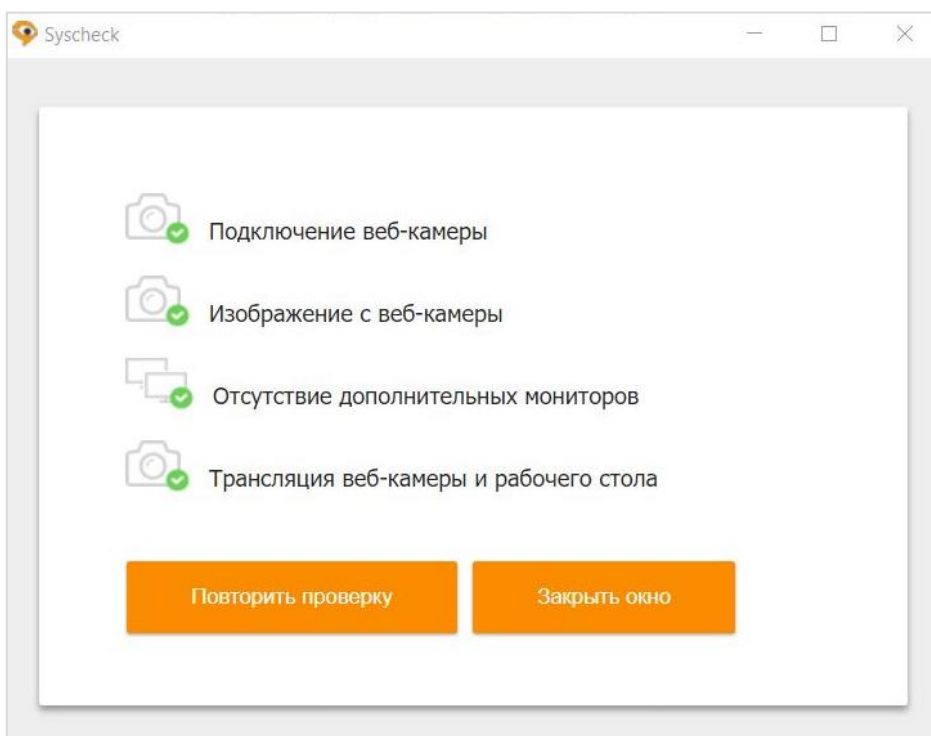 Syscheck
Подключение веб-камеры
Изображение с веб-камеры
Отсутствие дополнительных мониторов
Трансляция веб-камеры и рабочего стола
Повторить проверку
Закрыть окно